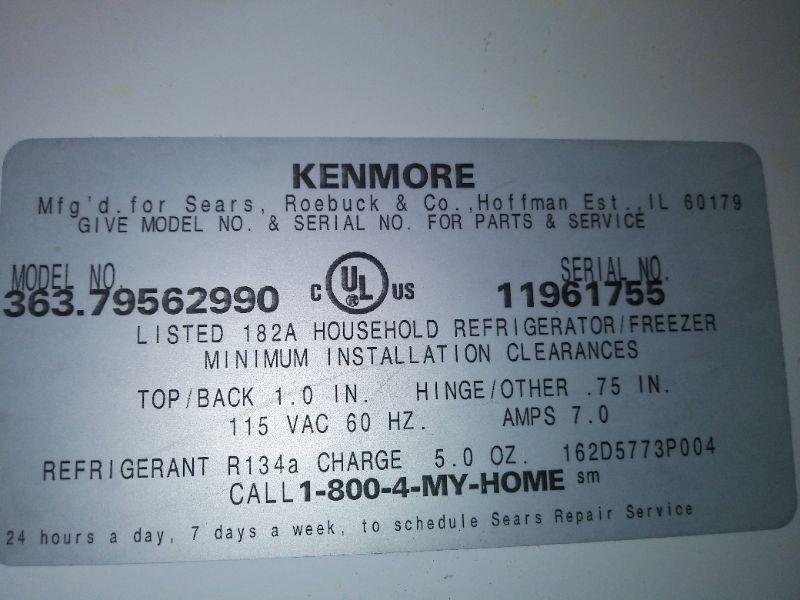 KENMORE
Mfg'd.for Sears, Roebuck & Co.,Hoffman Est.,IL 60179
GIVE MODEL NO. & SERIAL NO. FOR PARTS & SERVICE
MODEL NO. SERIAL NO.
363.79562990 C UL ® US 11961755
LISTED 182A HOUSEHOLD REFRIGERATOR/FREEZER
MINIMUM INSTALLATION CLEARANCES
TOP/BACK 1.0 IN. HINGE/OTHER .75 IN.
115 VAC 60 HZ. AMPS 7.0
REFRIGERANT R134a CHARGE 5.0 OZ. 162D5773P004
CALL 1-800-4-MY-HOME sm
24 hours a day, 7 days a week, to schedule Sears Repair Service